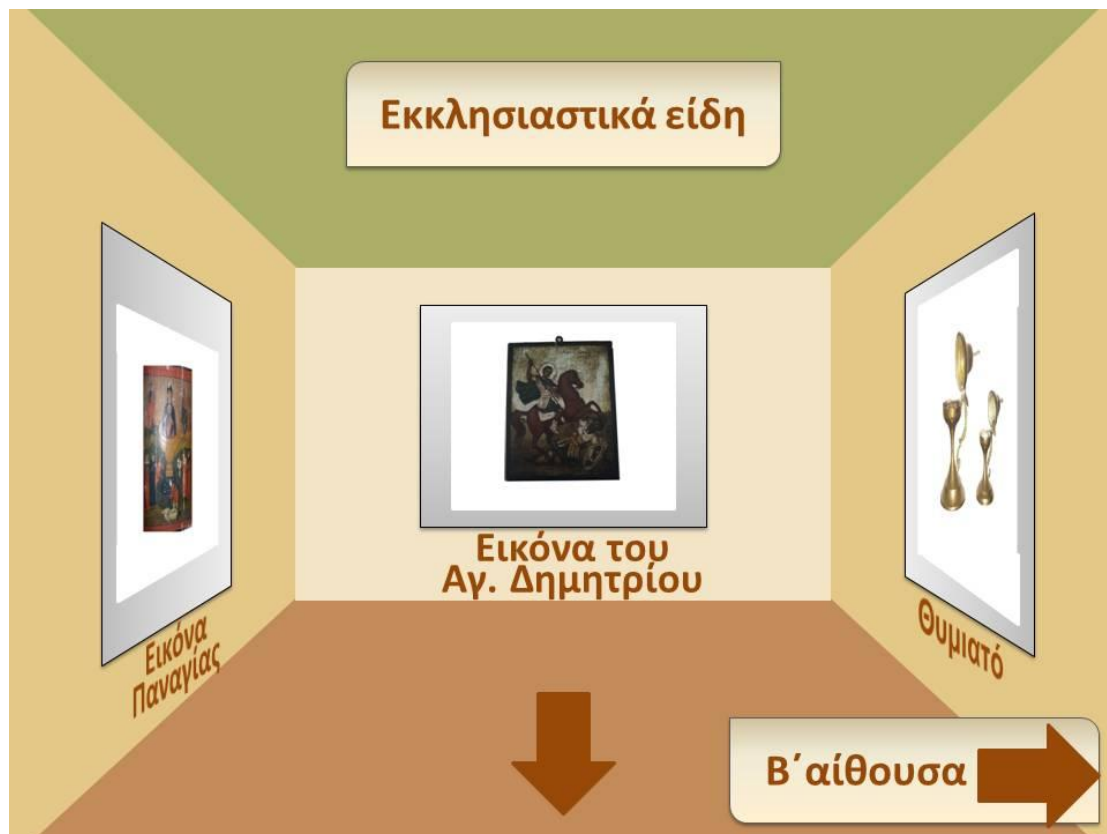 Εκκλησιαστικά είδη
Εικόνα του
Αγ. Δημητρίου
Εικόνα
Παναγίας
Θυμιατό
Β΄αίθουσα